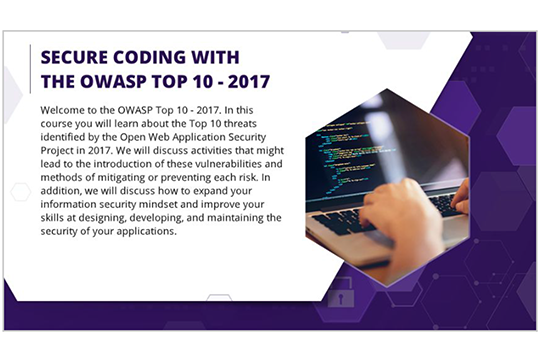 SECURE CODING WITH
THE OWASP TOP 10 - 2017
Welcome to the OWASP Top 10 - 2017. In this
course you will learn about the Top 10 threats
identified by the Open Web Application Security
Project in 2017. We will discuss activities that might
lead to the introduction of these vulnerabilities and
methods of mitigating or preventing each risk. In
addition, we will discuss how to expand your
information security mindset and improve your
skills at designing, developing, and maintaining the
security of your applications.